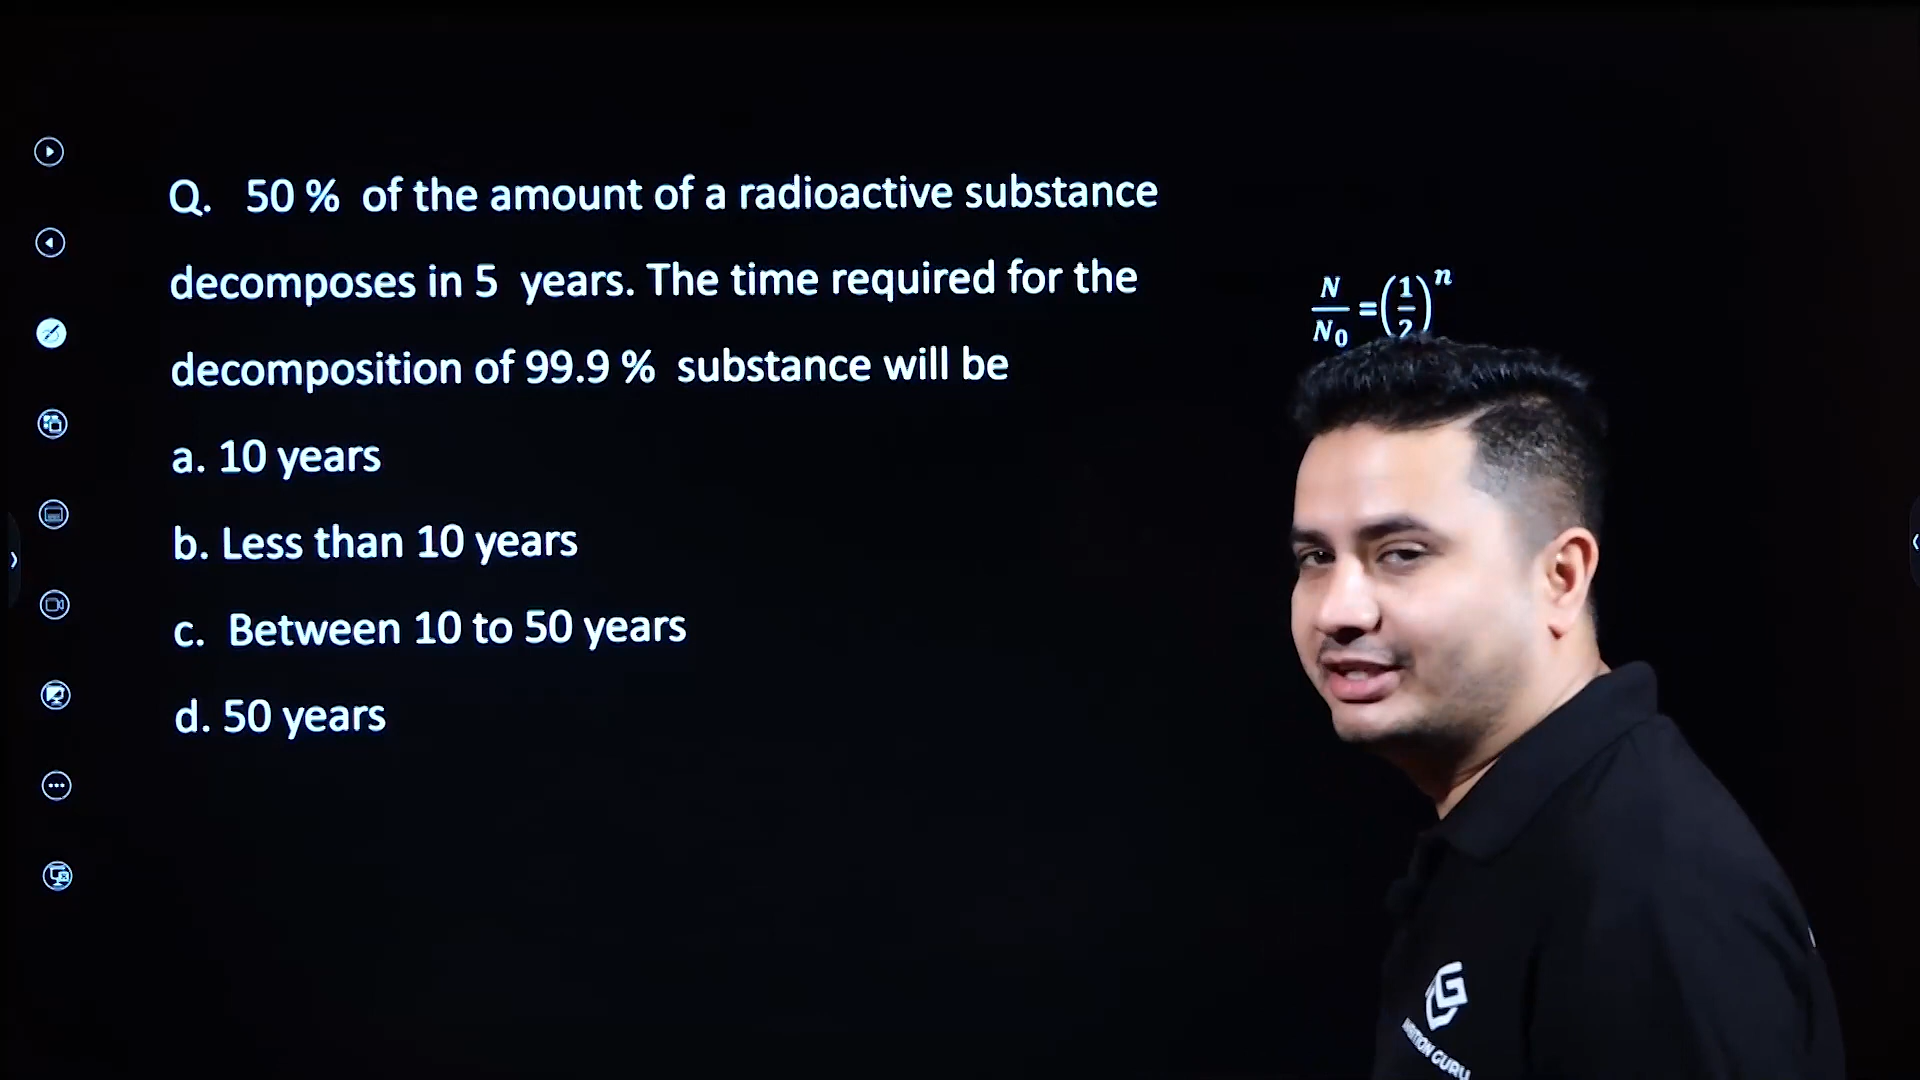 Q. 50 % of the amount of a radioactive substance
decomposes in 5 years. The time required for the
decomposition of 99.9 % substance will be
a. 10 years
b. Less than 10 years
c. Between 10 to 50 years
d. 50 years
N/N₀ =(1/2)ⁿ
GURU